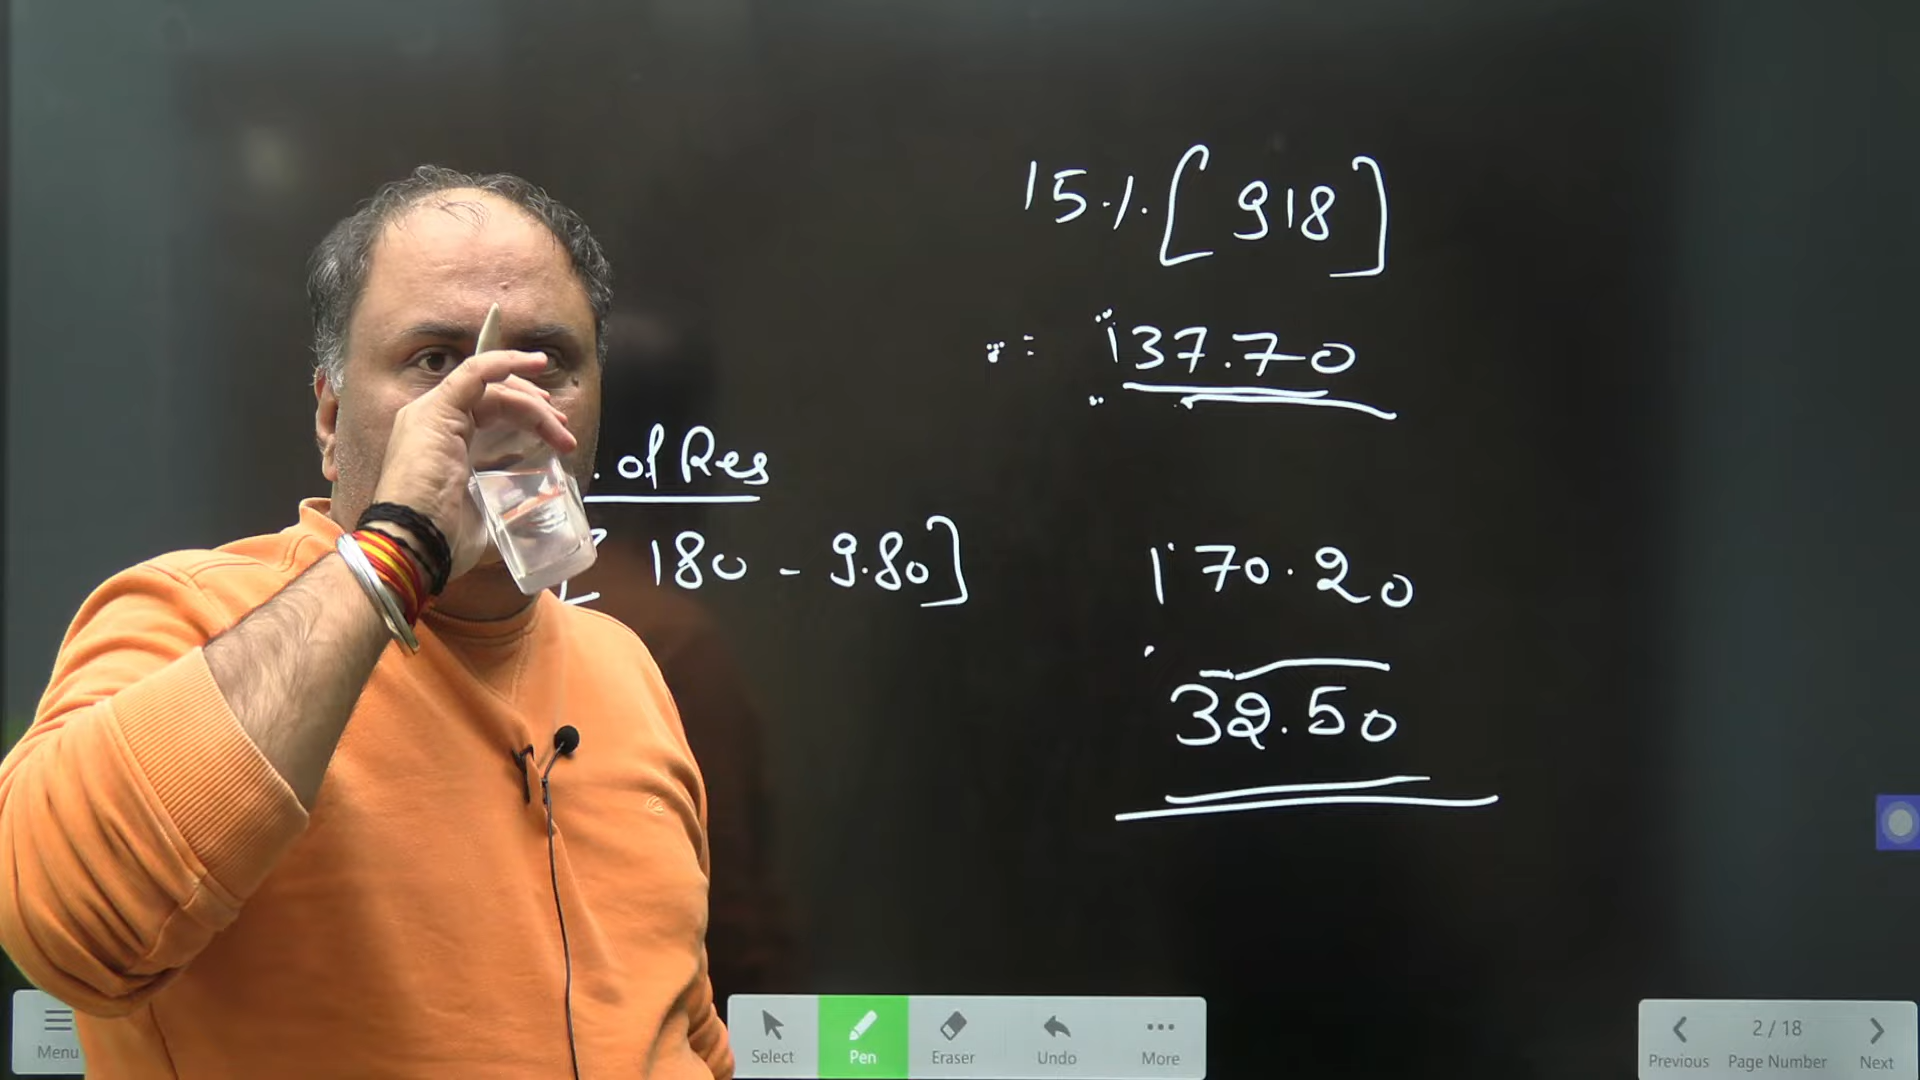 15%[918]
= 137.70
. of Res
[180 - 9.80]
170.20
32.50
Menu
Select
Pen
Eraser
Undo
More
2 / 18
Previous
Page Number
Next